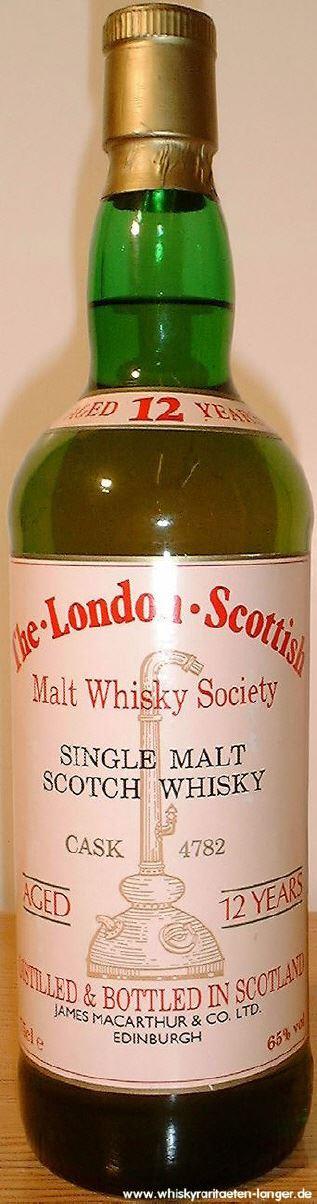 AGED 12 YEARS
The·London·Scottish
Malt Whisky Society
SINGLE MALT
SCOTCH WHISKY
CASK 4782
AGED 12 YEARS
DISTILLED & BOTTLED IN SCOTLAND
JAMES MACARTHUR & CO. LTD.
EDINBURGH
65% vol
www.whiskyraritaeten-langer.de